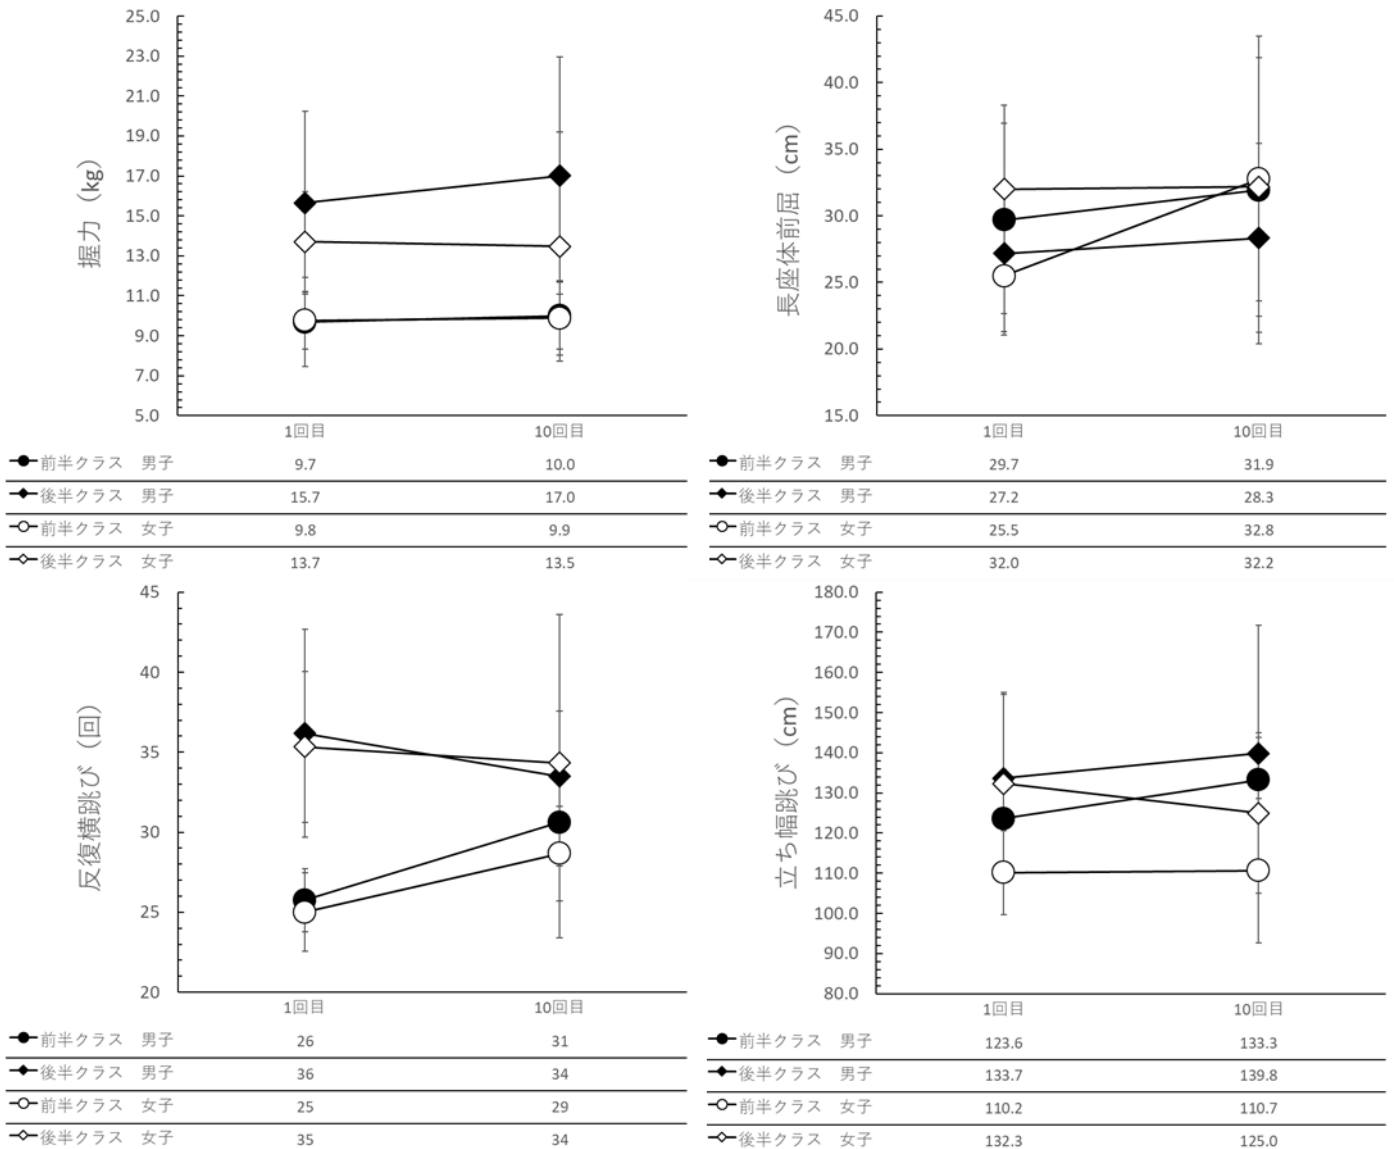 握力（kg）
25.0
23.0
21.0
19.0
17.0
15.0
13.0
11.0
9.0
7.0
5.0
1回目 10回目
前半クラス　男子 9.7 10.0
後半クラス　男子 15.7 17.0
前半クラス　女子 9.8 9.9
後半クラス　女子 13.7 13.5
長座体前屈（cm）
45.0
40.0
35.0
30.0
25.0
20.0
15.0
1回目 10回目
前半クラス　男子 29.7 31.9
後半クラス　男子 27.2 28.3
前半クラス　女子 25.5 32.8
後半クラス　女子 32.0 32.2
反復横跳び（回）
45
40
35
30
25
20
1回目 10回目
前半クラス　男子 26 31
後半クラス　男子 36 34
前半クラス　女子 25 29
後半クラス　女子 35 34
立ち幅跳び（cm）
180.0
170.0
160.0
150.0
140.0
130.0
120.0
110.0
100.0
90.0
80.0
1回目 10回目
前半クラス　男子 123.6 133.3
後半クラス　男子 133.7 139.8
前半クラス　女子 110.2 110.7
後半クラス　女子 132.3 125.0